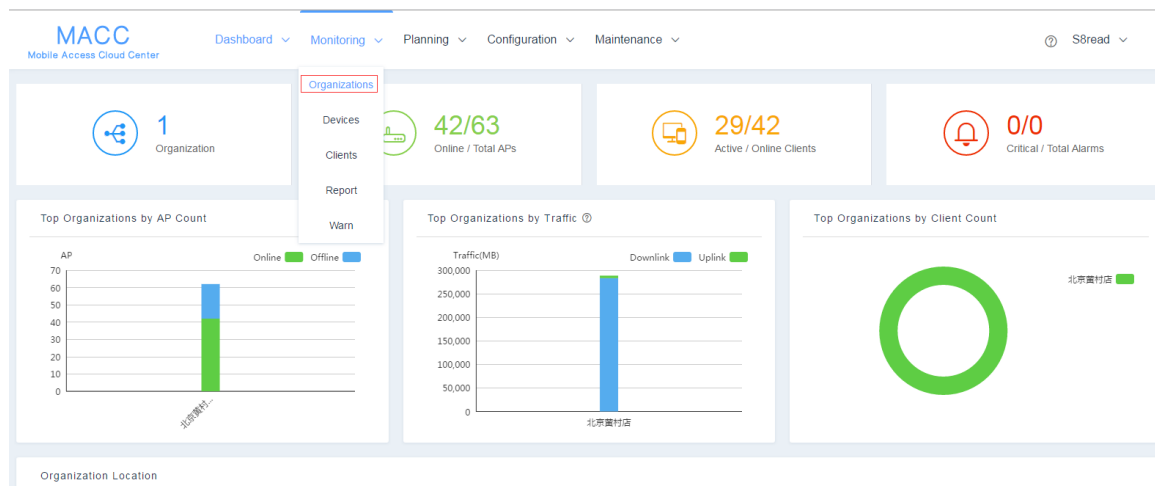 MACC
Mobile Access Cloud Center
Dashboard Monitoring Planning Configuration Maintenance S8read
Organizations
Devices
Clients
Report
Warn
1
Organization
42/63
Online / Total APs
29/42
Active / Online Clients
0/0
Critical / Total Alarms
Top Organizations by AP Count
AP
Online Offline
70
60
50
40
30
20
10
0
北京黄村...
Top Organizations by Traffic
Traffic(MB)
Downlink Uplink
300,000
250,000
200,000
150,000
100,000
50,000
0
北京黄村店
Top Organizations by Client Count
北京黄村店
Organization Location